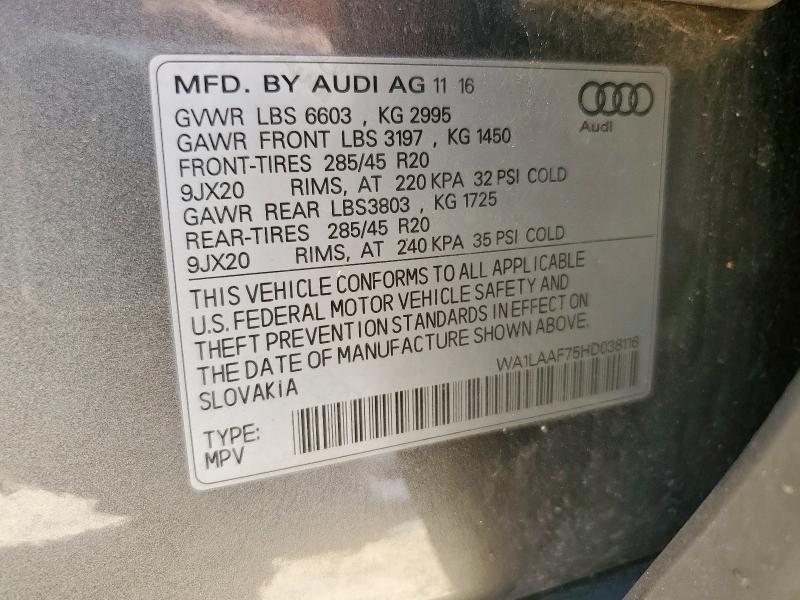 MFD. BY AUDI AG 11 16
Audi
GVWR LBS 6603 , KG 2995
GAWR FRONT LBS 3197 , KG 1450
FRONT-TIRES 285/45 R20
9JX20 RIMS, AT 220 KPA 32 PSI COLD
GAWR REAR LBS3803 , KG 1725
REAR-TIRES 285/45 R20
9JX20 RIMS, AT 240 KPA 35 PSI COLD
THIS VEHICLE CONFORMS TO ALL APPLICABLE
U.S. FEDERAL MOTOR VEHICLE SAFETY AND
THEFT PREVENTION STANDARDS IN EFFECT ON
THE DATE OF MANUFACTURE SHOWN ABOVE.
SLOVAKIA
WA1LAAF75HD038116
TYPE:
MPV